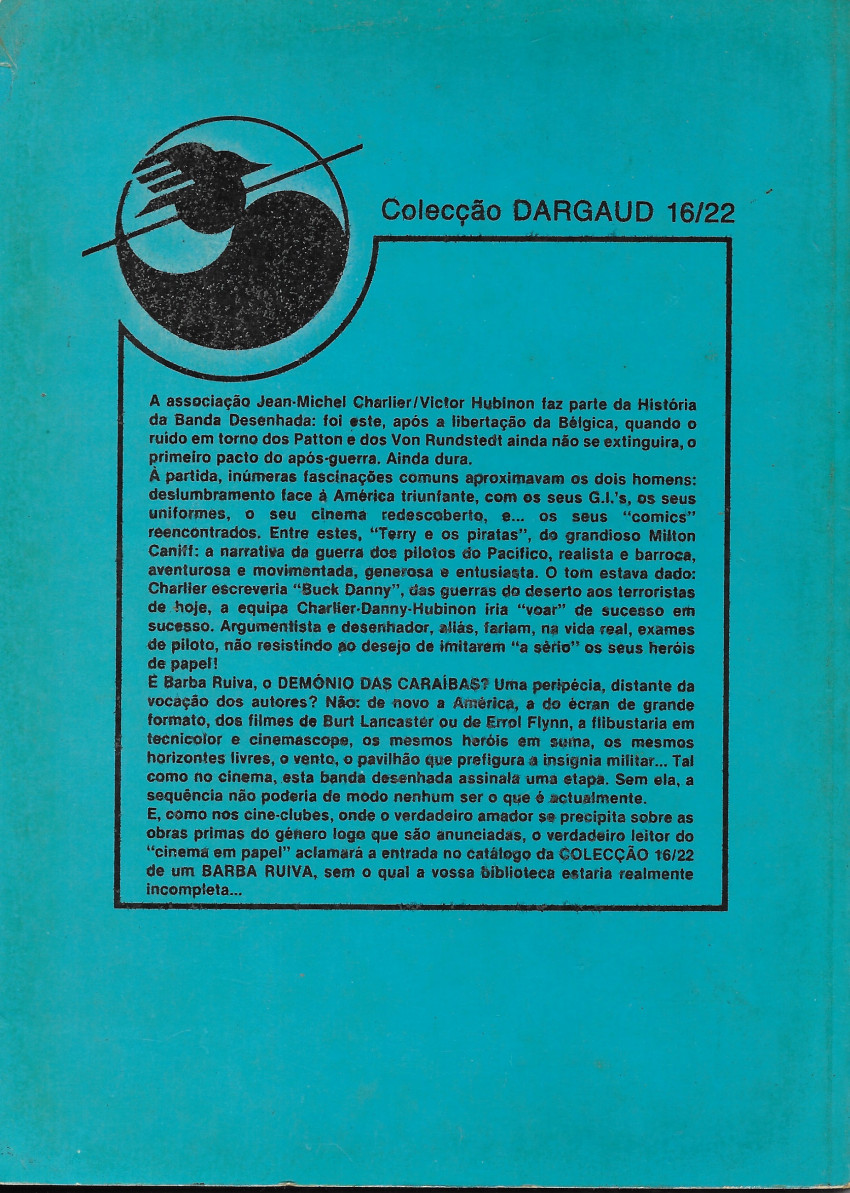 Colecção DARGAUD 16/22
A associação Jean-Michel Charlier/Victor Hubinon faz parte da História
da Banda Desenhada: foi este, após a libertação da Bélgica, quando o
ruido em torno dos Patton e dos Von Rundstedt ainda não se extinguira, o
primeiro pacto do após-guerra. Ainda dura.
À partida, inúmeras fascinações comuns aproximavam os dois homens:
deslumbramento face á América triunfante, com os seus G.I.'s, os seus
uniformes, o seu cinema redescoberto, e... os seus "comics"
reencontrados. Entre estes, "Terry e os piratas", do grandioso Milton
Caniff: a narrativa da guerra dos pilotos do Pacífico, realista e barroca,
aventurosa e movimentada, generosa e entusiasta. O tom estava dado:
Charlier escreveria "Buck Danny", das guerras do deserto aos terroristas
de hoje, a equipa Charlier-Danny-Hubinon iria "voar" de sucesso em
sucesso. Argumentista e desenhador, aliás, fariam, na vida real, exames
de piloto, não resistindo ao desejo de imitarem "a sério" os seus heróis
de papel!
É Barba Ruiva, o DEMÓNIO DAS CARAÍBAS? Uma peripécia, distante da
vocação dos autores? Não: de novo a América, a do écran de grande
formato, dos filmes de Burt Lancaster ou de Errol Flynn, a flibustaria em
tecnicolor e cinemascope, os mesmos heróis em suma, os mesmos
horizontes livres, o vento, o pavilhão que prefigura a insígnia militar... Tal
como no cinema, esta banda desenhada assinala uma etapa. Sem ela, a
sequência não poderia de modo nenhum ser o que é actualmente.
E, como nos cine-clubes, onde o verdadeiro amador se precipita sobre as
obras primas do género logo que são anunciadas, o verdadeiro leitor do
"cinema em papel" aclamará a entrada no catálogo da COLECÇÃO 16/22
de um BARBA RUIVA, sem o qual a vossa biblioteca estaria realmente
incompleta...